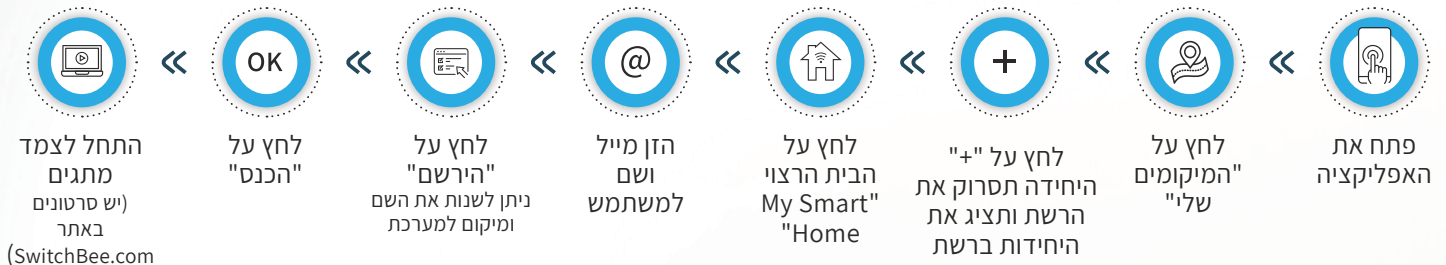 פתח את
האפליקציה
לחץ על
"המיקומים
שלי"
+
לחץ על "+"
היחידה תסרוק את
הרשת ותציג את
היחידות ברשת
לחץ על
הבית הרצוי
"My Smart
Home"
@
הזן מייל
ושם
למשתמש
לחץ על
"הירשם"
ניתן לשנות את השם
ומיקום למערכת
OK
לחץ על
"הכנס"
התחל לצמד
מתגים
(יש סרטונים
באתר
SwitchBee.com)